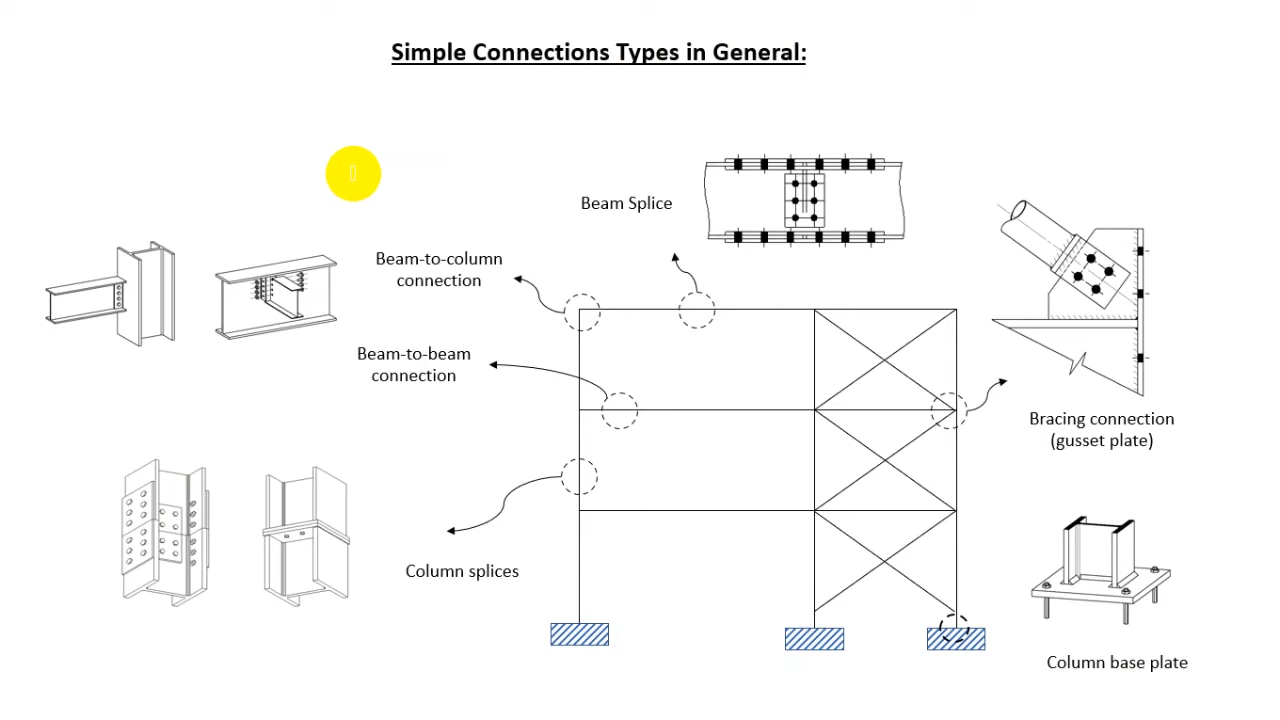 Simple Connections Types in General:
Beam Splice
Beam-to-column
connection
Beam-to-beam
connection
Bracing connection
(gusset plate)
Column splices
Column base plate